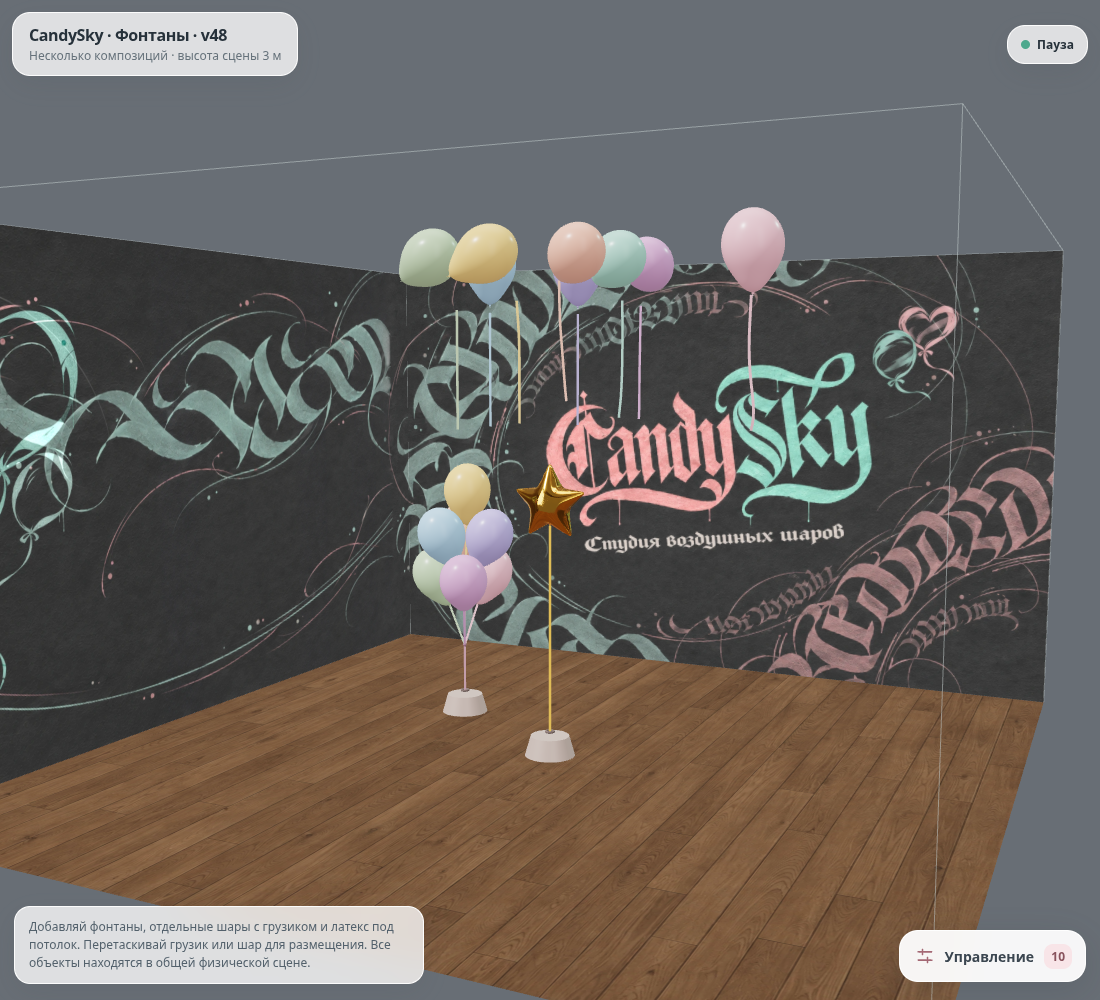 CandySky · Фонтаны · v48
Несколько композиций · высота сцены 3 м
Пауза
CandySky
Студия воздушных шаров
Добавляй фонтаны, отдельные шары с грузиком и латекс под
потолок. Перетаскивай грузик или шар для размещения. Все
объекты находятся в общей физической сцене.
Управление 10